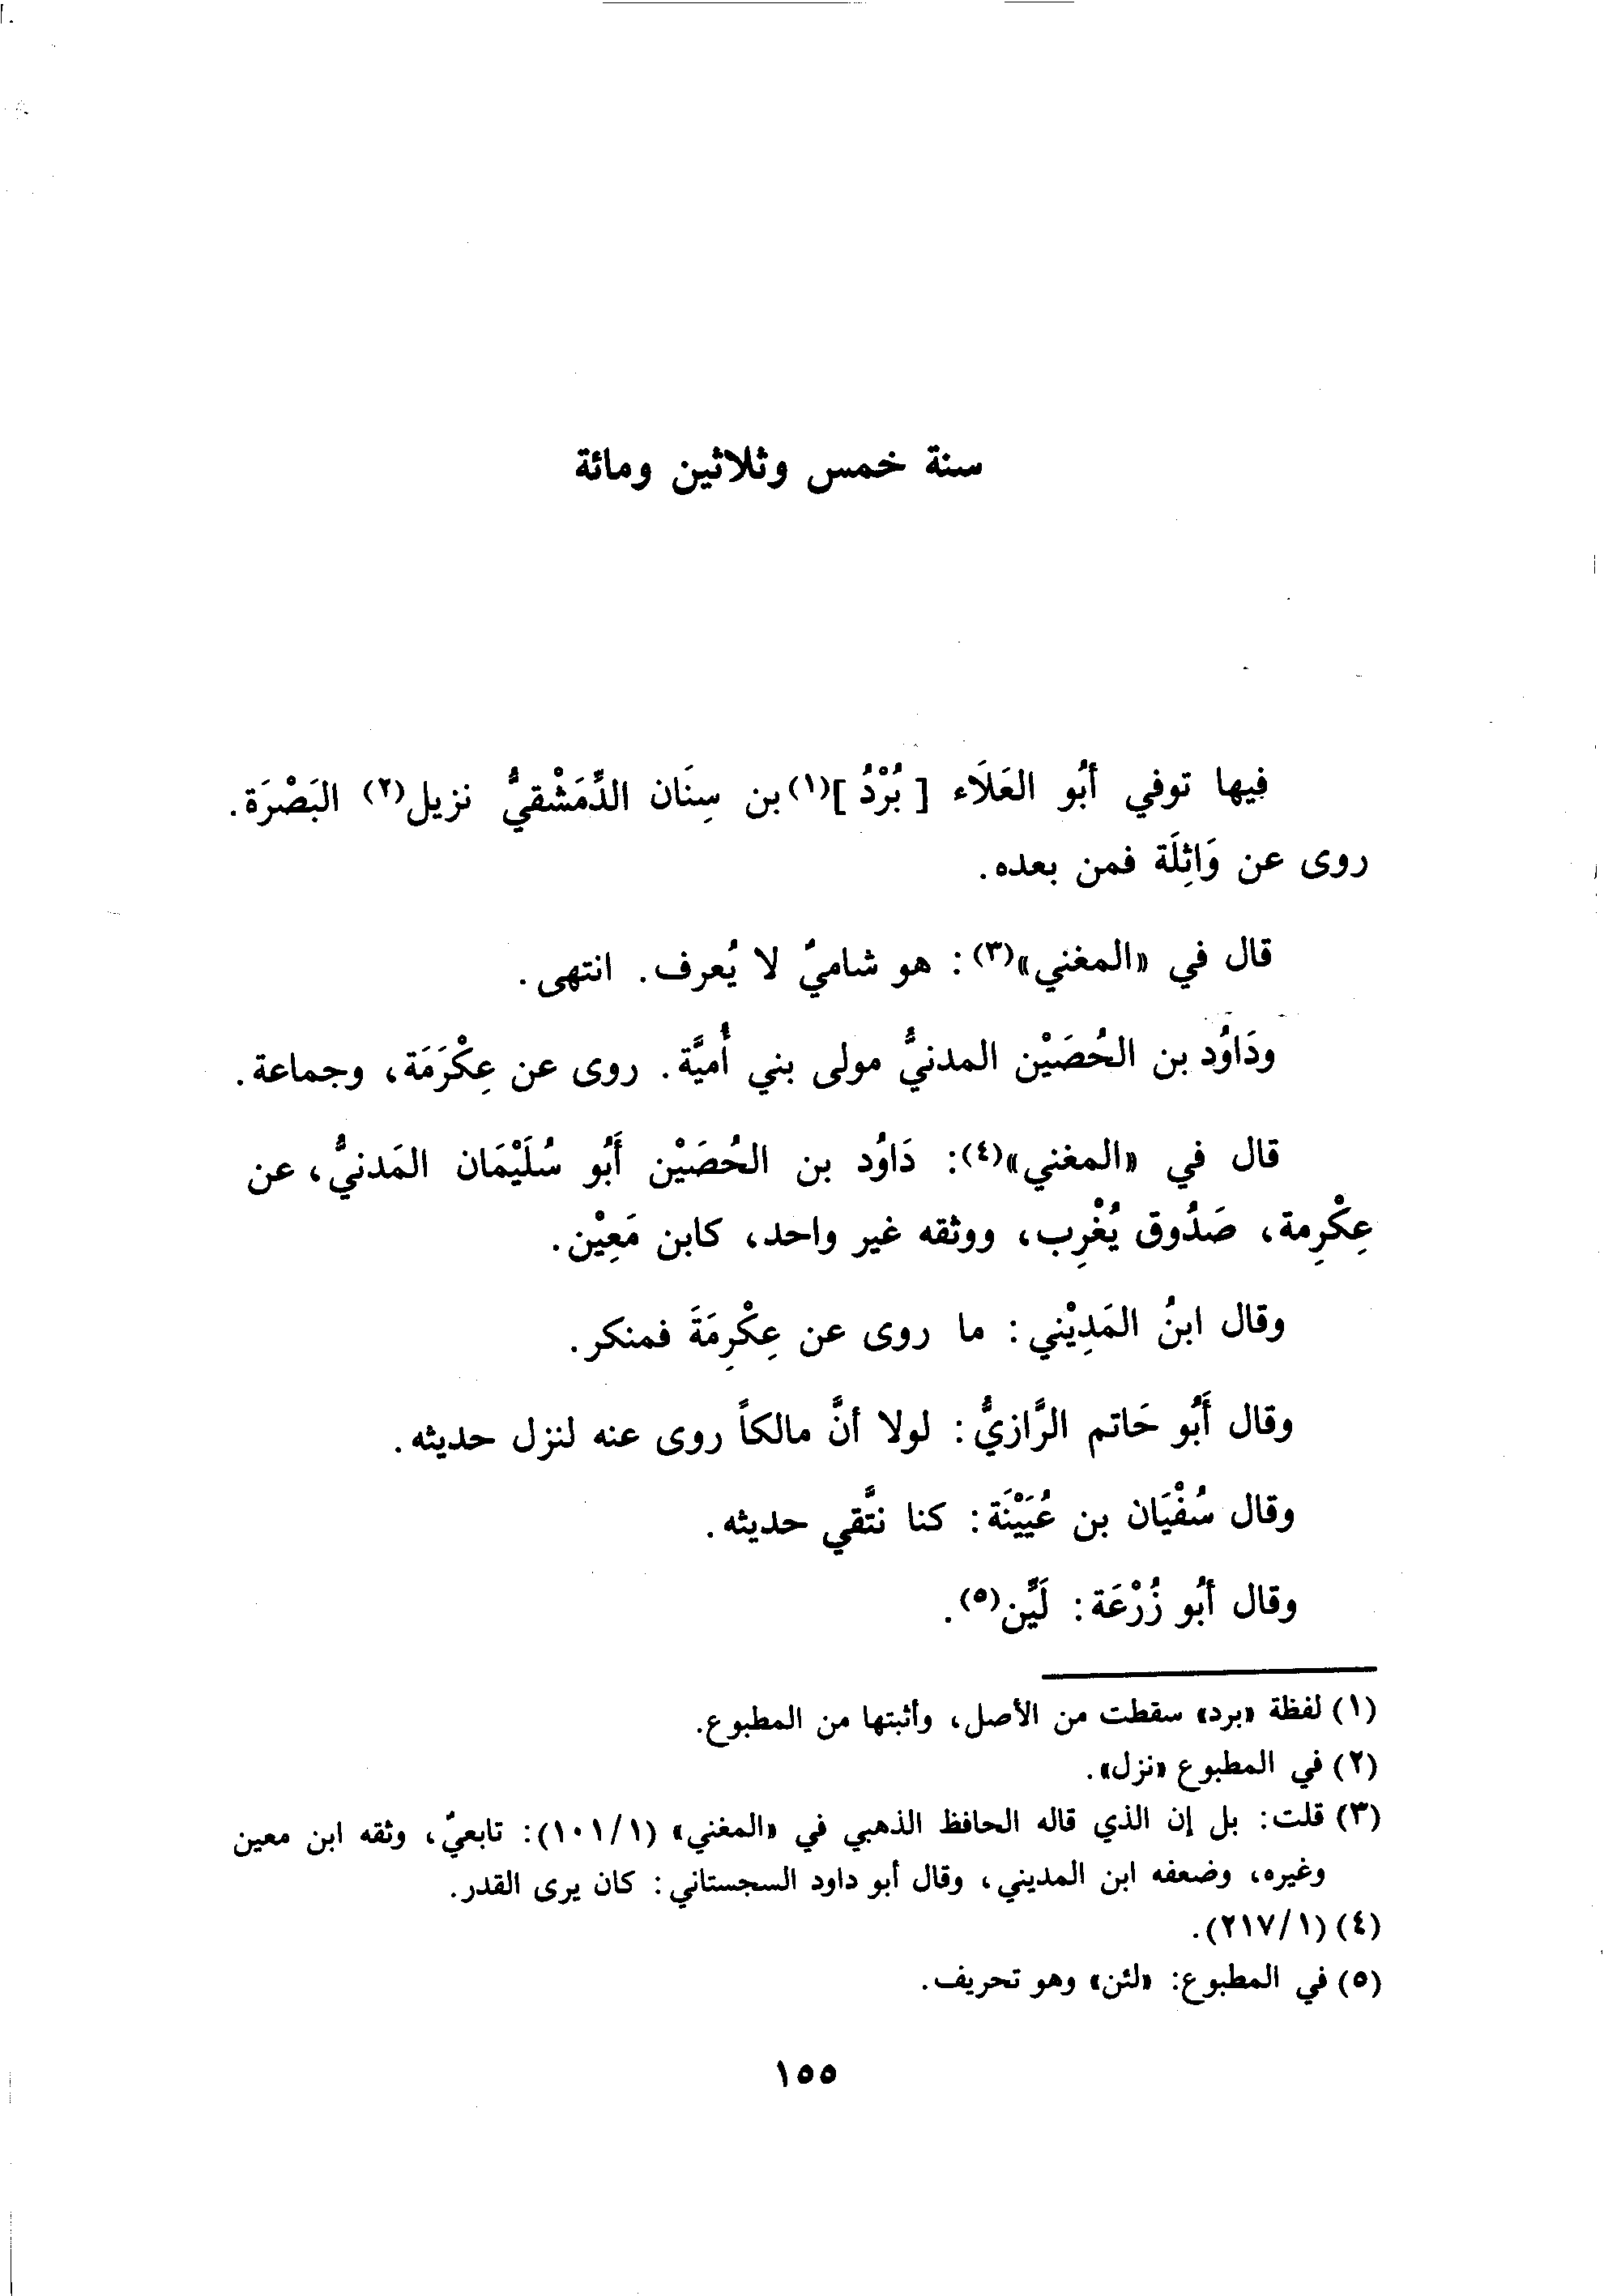 سنة خمس وثلاثين ومائة
فيها توفي أبُو العَلَاء [ بُرْدُ ](١) بن سِنَان الدِّمَشْقيُّ نزيل(٢) البَصْرَة.
روى عن وَاثِلَة فمن بعده.
قال في «المغني»(٣): هو شاميٌ لا يُعرف. انتهى.
ودَاوُد بن الحُصَيْن المدنيُّ مولى بني أُميَّة. روى عن عِكْرَمَة، وجماعة.
قال في «المغني»(٤): دَاوُد بن الحُصَيْن أَبُو سُلَيْمَان المَدنيُّ، عن
عِكْرِمة، صَدُوق يُغْرِب، ووثقه غير واحد، كابن مَعِيْن.
وقال ابنُ المَدِيْني: ما روى عن عِكْرِمَةَ فمنكر.
وقال أَبُو حَاتم الرَّازيُّ: لولا أنَّ مالكاً روى عنه لنزل حديثه.
وقال سُفْيَان بن عُيَيْنَة: كنا نتَّقي حديثه.
وقال أبُو زُرْعَة: لَيِّن(٥).
(١) لفظة «برد» سقطت من الأصل، وأثبتها من المطبوع.
(٢) في المطبوع «نزل».
(٣) قلت: بل إن الذي قاله الحافظ الذهبي في «المغني» (١/١٠١): تابعيٌ، وثقه ابن معين
وغيره، وضعفه ابن المديني، وقال أبو داود السجستاني: كان يرى القدر.
(٤) (١/٢١٧).
(٥) في المطبوع: «لئن» وهو تحريف.
١٥٥